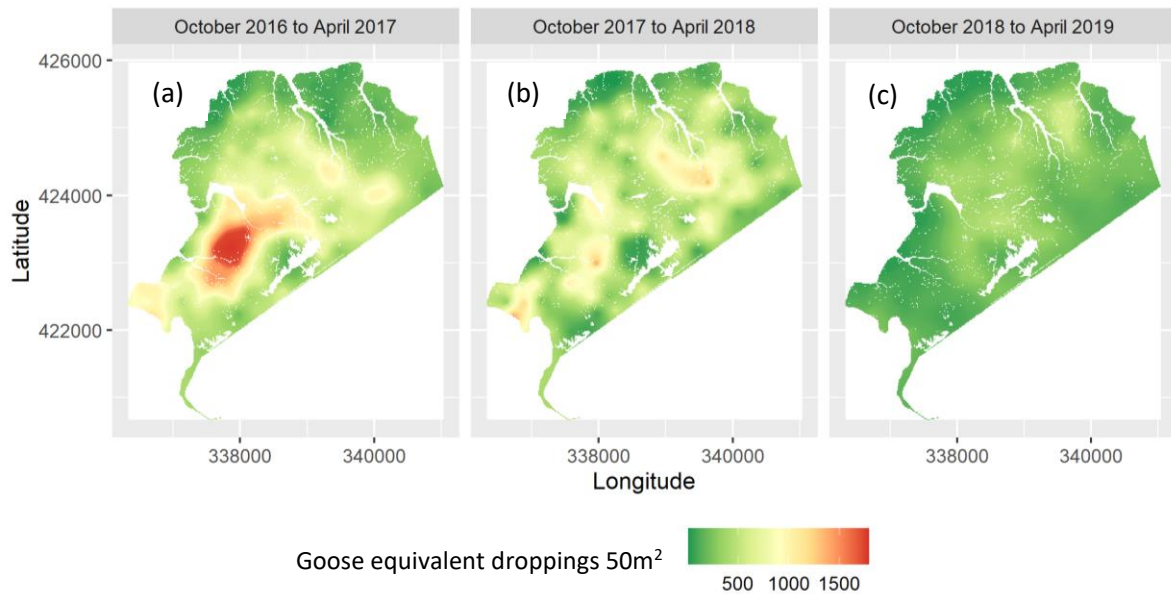 October 2016 to April 2017
October 2017 to April 2018
October 2018 to April 2019
426000
424000
422000
Latitude
(a)
(b)
(c)
338000 340000
338000 340000
338000 340000
Longitude
Goose equivalent droppings 50m²
500 1000 1500